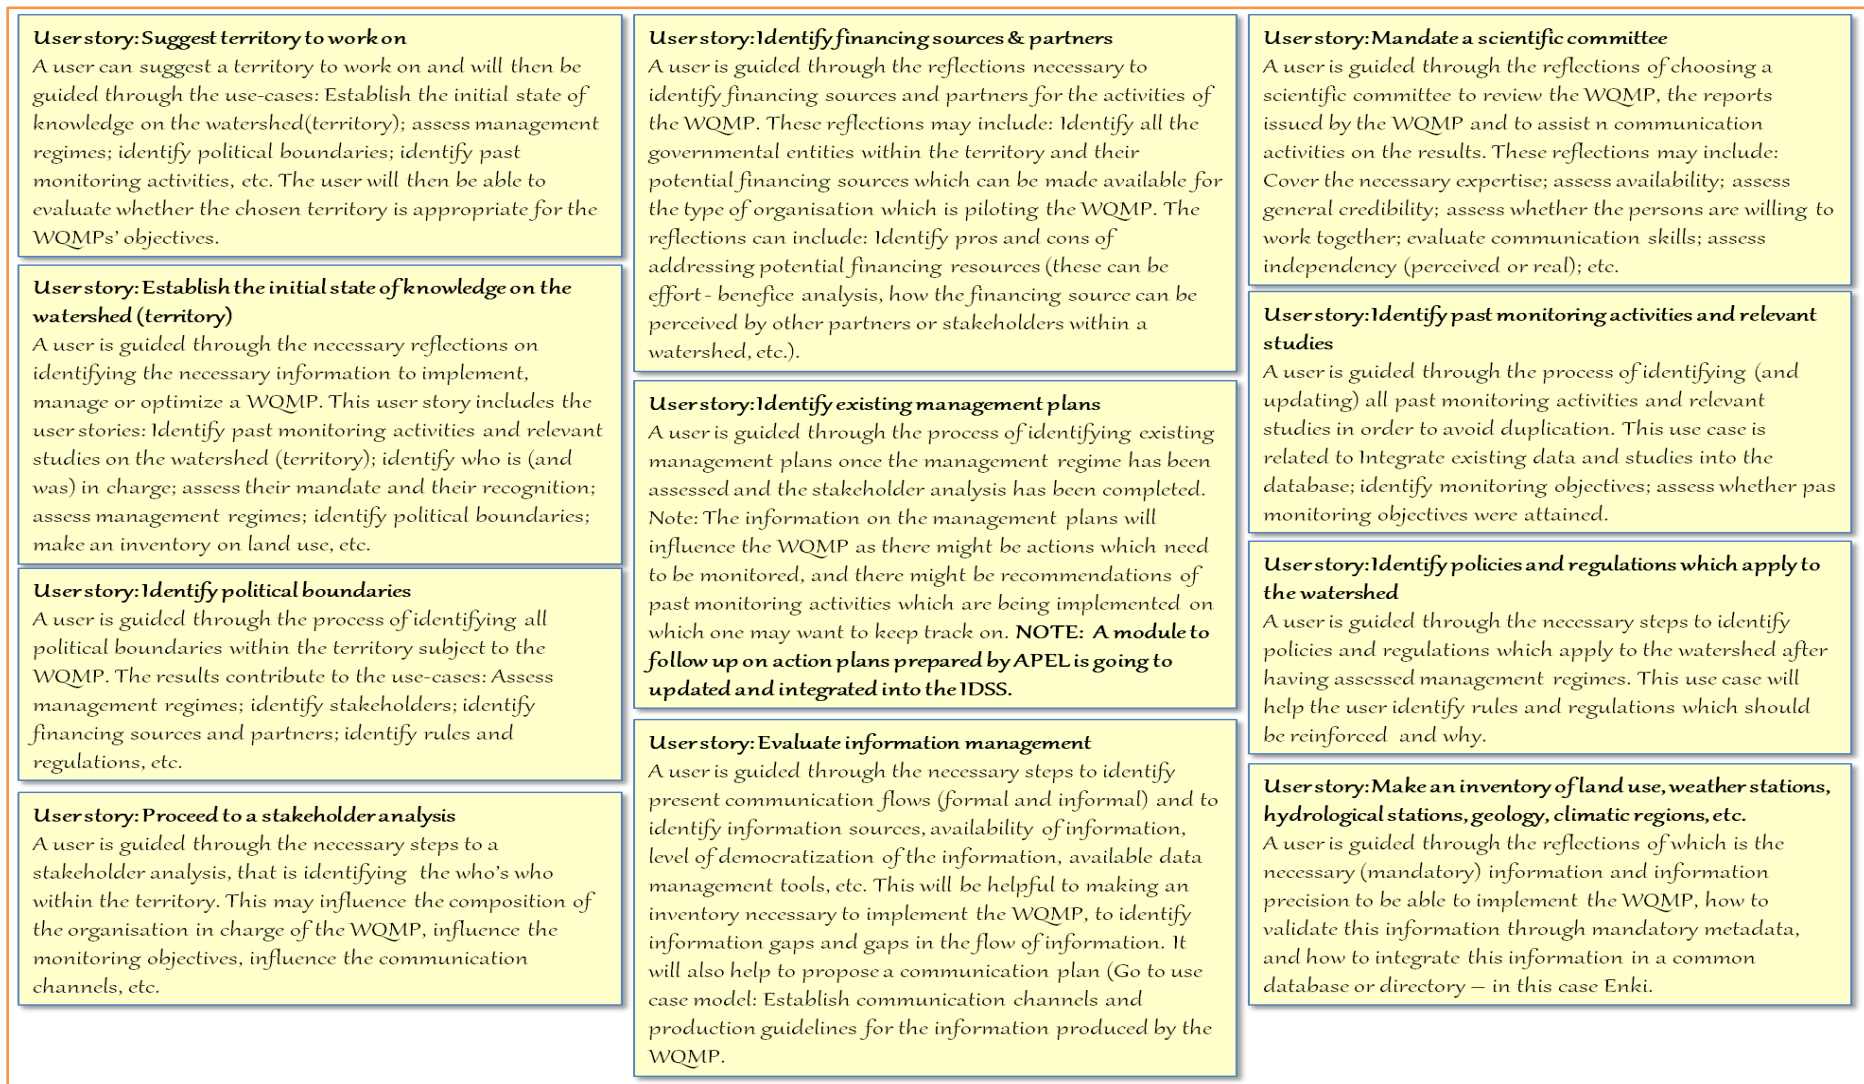 User story: Suggest territory to work on
A user can suggest a territory to work on and will then be
guided through the use-cases: Establish the initial state of
knowledge on the watershed(territory); assess management
regimes; identify political boundaries; identify past
monitoring activities, etc. The user will then be able to
evaluate whether the chosen territory is appropriate for the
WQMPs' objectives.
User story: Establish the initial state of knowledge on the
watershed (territory)
A user is guided through the necessary reflections on
identifying the necessary information to implement,
manage or optimize a WQMP. This user story includes the
user stories: Identify past monitoring activities and relevant
studies on the watershed (territory); identify who is (and
was) in charge; assess their mandate and their recognition;
assess management regimes; identify political boundaries;
make an inventory on land use, etc.
User story: Identify political boundaries
A user is guided through the process of identifying all
political boundaries within the territory subject to the
WQMP. The results contribute to the use-cases: Assess
management regimes; identify stakeholders; identify
financing sources and partners; identify rules and
regulations, etc.
User story: Proceed to a stakeholder analysis
A user is guided through the necessary steps to a
stakeholder analysis, that is identifying the who's who
within the territory. This may influence the composition of
the organisation in charge of the WQMP, influence the
monitoring objectives, influence the communication
channels, etc.
User story: Identify financing sources & partners
A user is guided through the reflections necessary to
identify financing sources and partners for the activities of
the WQMP. These reflections may include: Identify all the
governmental entities within the territory and their
potential financing sources which can be made available for
the type of organisation which is piloting the WQMP. The
reflections can include: Identify pros and cons of
addressing potential financing resources (these can be
effort - benefice analysis, how the financing source can be
perceived by other partners or stakeholders within a
watershed, etc.).
User story: Identify existing management plans
A user is guided through the process of identifying existing
management plans once the management regime has been
assessed and the stakeholder analysis has been completed.
Note: The information on the management plans will
influence the WQMP as there might be actions which need
to be monitored, and there might be recommendations of
past monitoring activities which are being implemented on
which one may want to keep track on. NOTE: A module to
follow up on action plans prepared by APEL is going to
updated and integrated into the IDSS.
User story: Evaluate information management
A user is guided through the necessary steps to identify
present communication flows (formal and informal) and to
identify information sources, availability of information,
level of democratization of the information, available data
management tools, etc. This will be helpful to making an
inventory necessary to implement the WQMP, to identify
information gaps and gaps in the flow of information. It
will also help to propose a communication plan (Go to use
case model: Establish communication channels and
production guidelines for the information produced by the
WQMP.
User story: Mandate a scientific committee
A user is guided through the reflections of choosing a
scientific committee to review the WQMP, the reports
issued by the WQMP and to assist n communication
activities on the results. These reflections may include:
Cover the necessary expertise; assess availability; assess
general credibility; assess whether the persons are willing to
work together; evaluate communication skills; assess
independency (perceived or real); etc.
User story: Identify past monitoring activities and relevant
studies
A user is guided through the process of identifying (and
updating) all past monitoring activities and relevant
studies in order to avoid duplication. This use case is
related to Integrate existing data and studies into the
database; identify monitoring objectives; assess whether pas
monitoring objectives were attained.
User story: Identify policies and regulations which apply to
the watershed
A user is guided through the necessary steps to identify
policies and regulations which apply to the watershed after
having assessed management regimes. This use case will
help the user identify rules and regulations which should
be reinforced and why.
User story: Make an inventory of land use, weather stations,
hydrological stations, geology, climatic regions, etc.
A user is guided through the reflections of which is the
necessary (mandatory) information and information
precision to be able to implement the WQMP, how to
validate this information through mandatory metadata,
and how to integrate this information in a common
database or directory – in this case Enki.